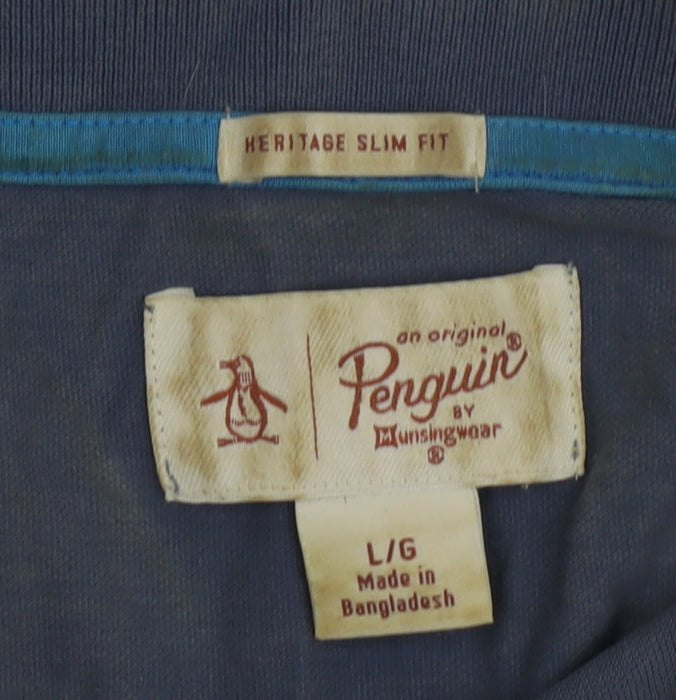 HERITAGE SLIM FIT
an original
Penguin®
BY
Munsingwear
®
L/G
Made in
Bangladesh